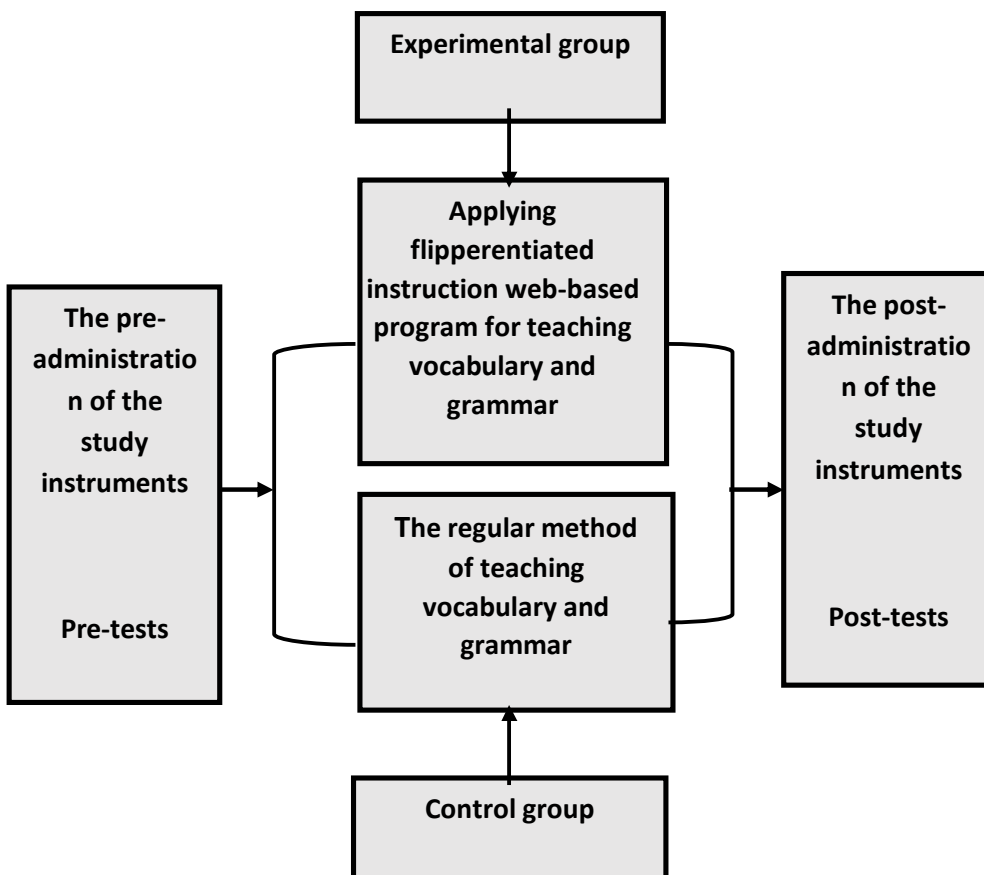 Experimental group
Applying
flipperentiated
instruction web-based
program for teaching
vocabulary and
grammar
The pre-
administratio
n of the
study
instruments
Pre-tests
The regular method
of teaching
vocabulary and
grammar
The post-
administratio
n of the
study
instruments
Post-tests
Control group